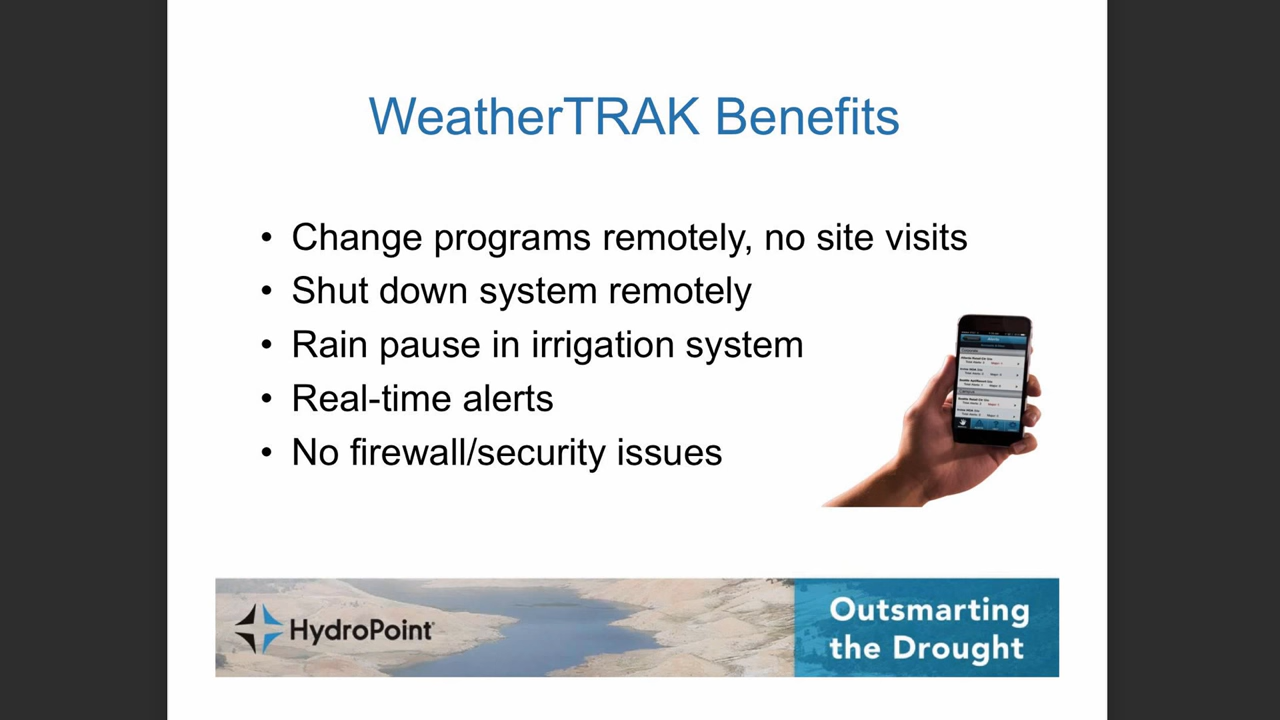 WeatherTRAK Benefits
• Change programs remotely, no site visits
• Shut down system remotely
• Rain pause in irrigation system
• Real-time alerts
• No firewall/security issues
HydroPoint
Outsmarting
the Drought